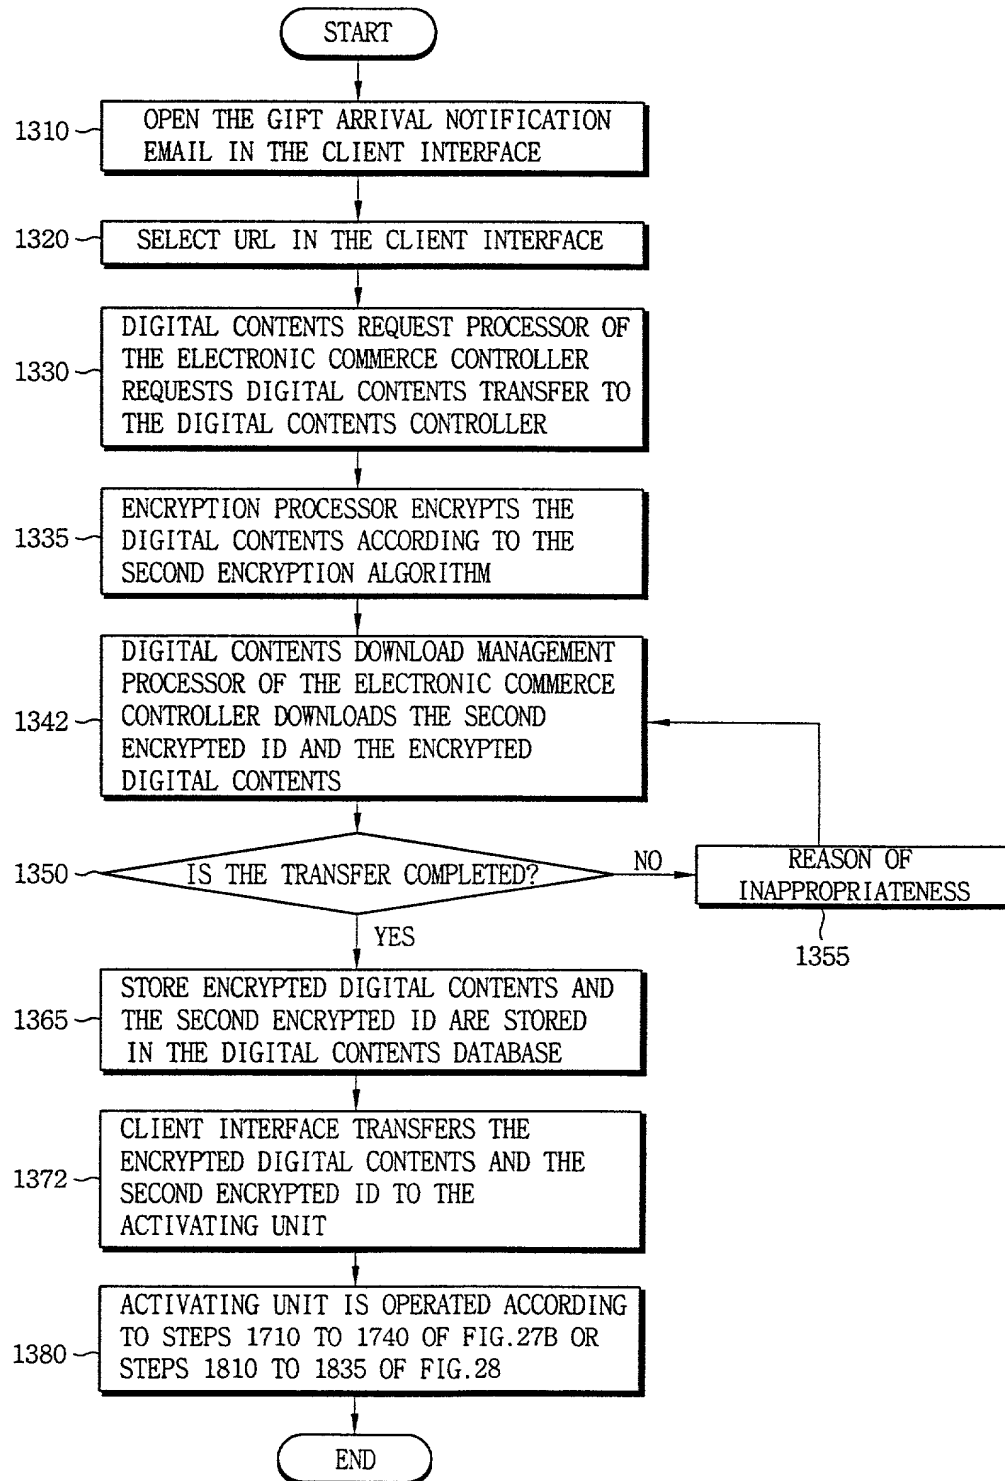 START
1310
OPEN THE GIFT ARRIVAL NOTIFICATION
EMAIL IN THE CLIENT INTERFACE
1320
SELECT URL IN THE CLIENT INTERFACE
1330
DIGITAL CONTENTS REQUEST PROCESSOR OF
THE ELECTRONIC COMMERCE CONTROLLER
REQUESTS DIGITAL CONTENTS TRANSFER TO
THE DIGITAL CONTENTS CONTROLLER
1335
ENCRYPTION PROCESSOR ENCRYPTS THE
DIGITAL CONTENTS ACCORDING TO THE
SECOND ENCRYPTION ALGORITHM
1342
DIGITAL CONTENTS DOWNLOAD MANAGEMENT
PROCESSOR OF THE ELECTRONIC COMMERCE
CONTROLLER DOWNLOADS THE SECOND
ENCRYPTED ID AND THE ENCRYPTED
DIGITAL CONTENTS
1350
IS THE TRANSFER COMPLETED?
NO
REASON OF
INAPPROPRIATENESS
1355
YES
1365
STORE ENCRYPTED DIGITAL CONTENTS AND
THE SECOND ENCRYPTED ID ARE STORED
IN THE DIGITAL CONTENTS DATABASE
1372
CLIENT INTERFACE TRANSFERS THE
ENCRYPTED DIGITAL CONTENTS AND THE
SECOND ENCRYPTED ID TO THE
ACTIVATING UNIT
1380
ACTIVATING UNIT IS OPERATED ACCORDING
TO STEPS 1710 TO 1740 OF FIG.27B OR
STEPS 1810 TO 1835 OF FIG.28
END